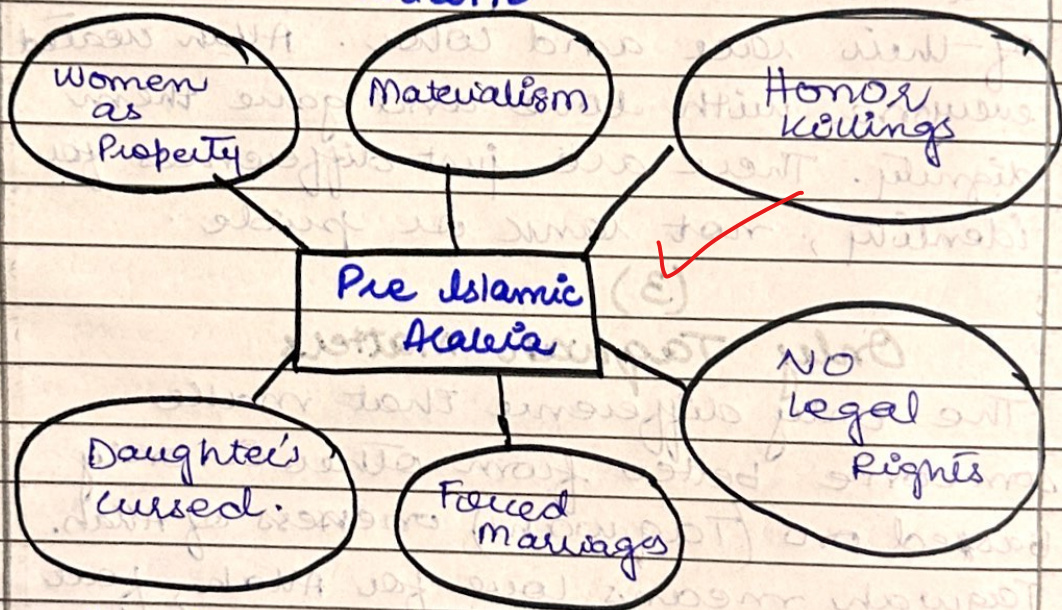 Women
as
Property
Materialism
Honor
Killings
Pre Islamic
Arabia
Daughter's
cursed.
Forced
Marriages
NO
Legal
Rights